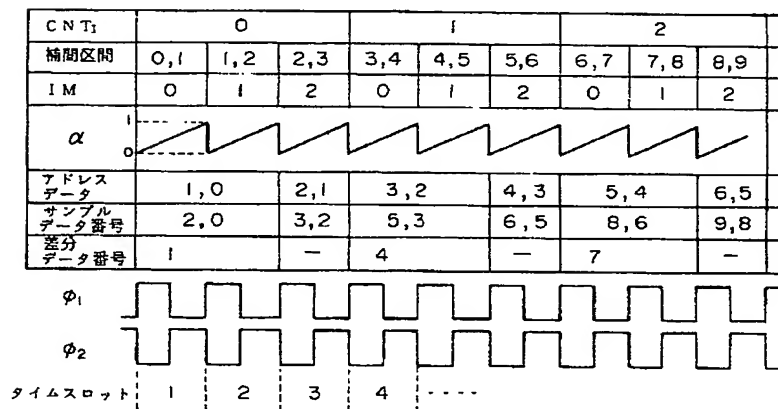 CNTI 0 1 2
補間区間 0,1 1,2 2,3 3,4 4,5 5,6 6,7 7,8 8,9
IM 0 1 2 0 1 2 0 1 2
α 1 0
アドレスデータ 1,0 2,1 3,2 4,3 5,4 6,5
サンプルデータ番号 2,0 3,2 5,3 6,5 8,6 9,8
差分データ番号 1 — 4 — 7 —
φ1
φ2
タイムスロット 1 2 3 4